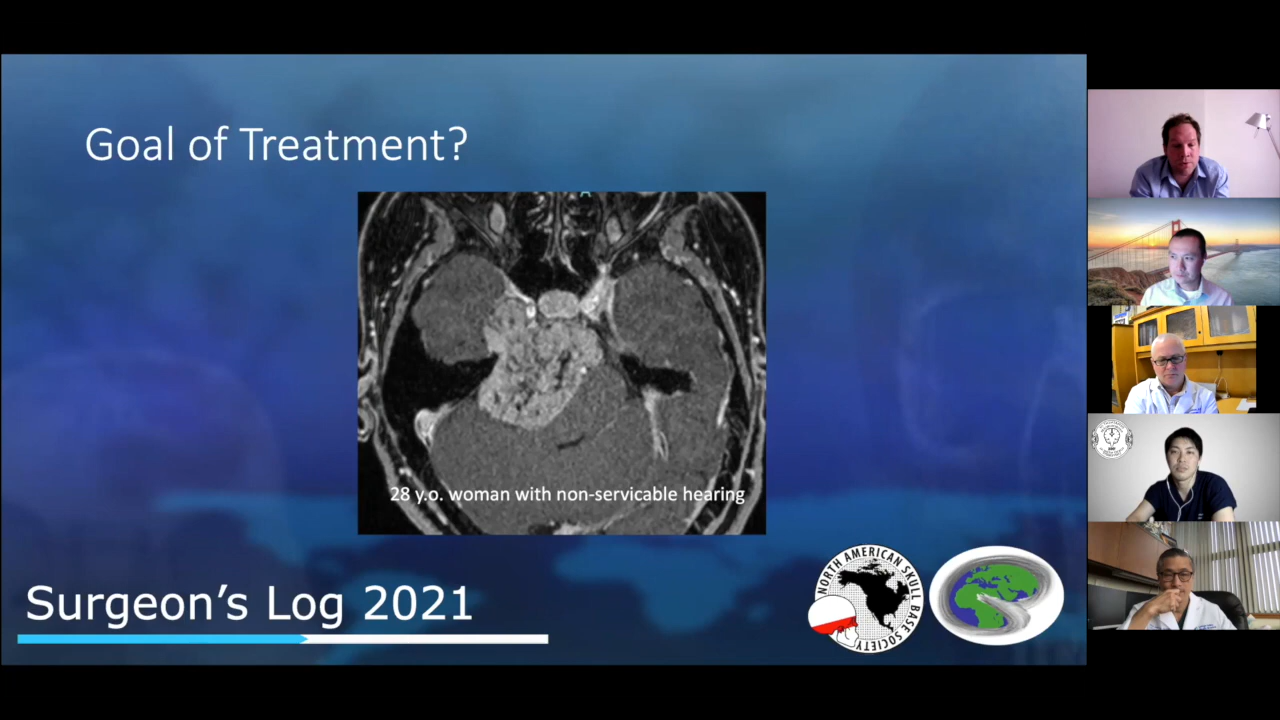 Goal of Treatment?
A
28 y.o. woman with non-servicable hearing
Surgeon's Log 2021
NORTH AMERICAN SKULL BASE SOCIETY